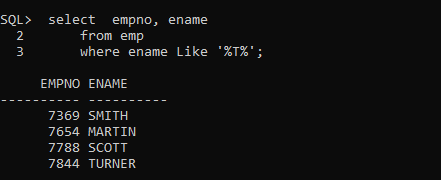 SQL> select empno, ename
2 from emp
3 where ename Like '%T%';
EMPNO ENAME
---------- ----------
7369 SMITH
7654 MARTIN
7788 SCOTT
7844 TURNER